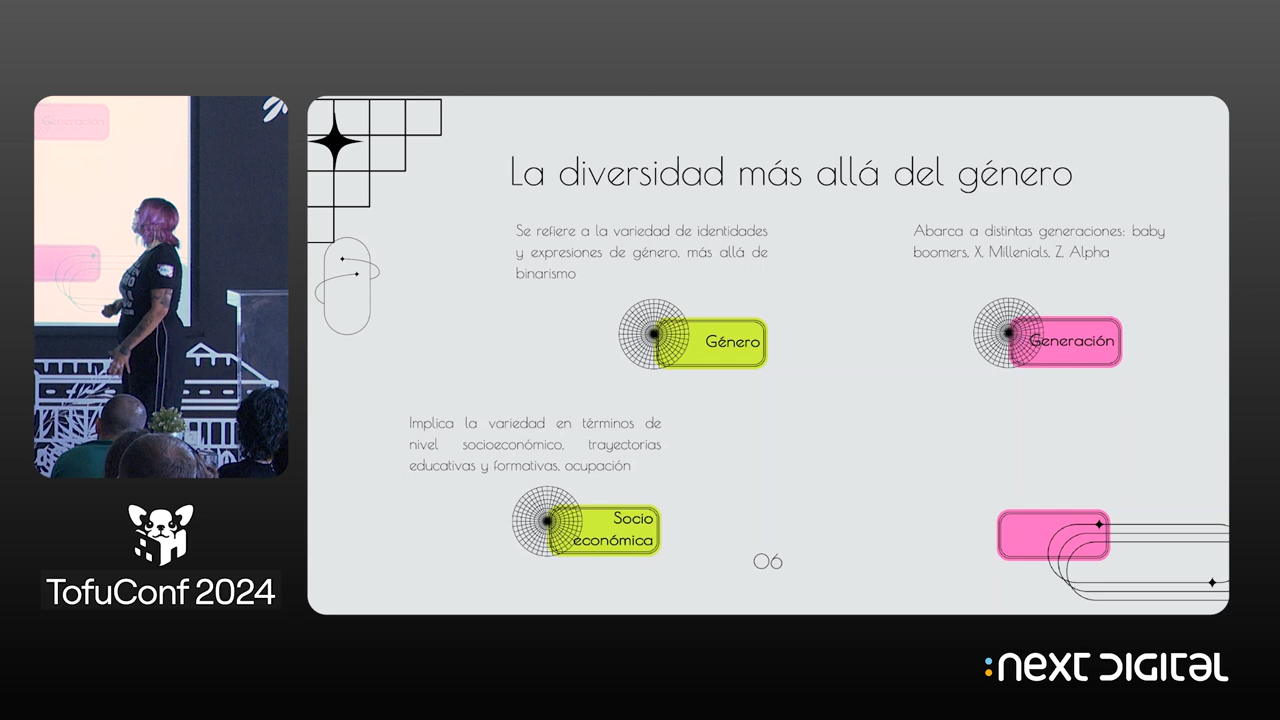 La diversidad más allá del género
Se refiere a la variedad de identidades
y expresiones de género, más allá de
binarismo
Género
Abarca a distintas generaciones: baby
boomers, X, Millenials, Z, Alpha
Generación
Implica la variedad en términos de
nivel socioeconómico, trayectorias
educativas y formativas, ocupación
Socio
económica
06
Generación
TofuConf 2024
:next digital